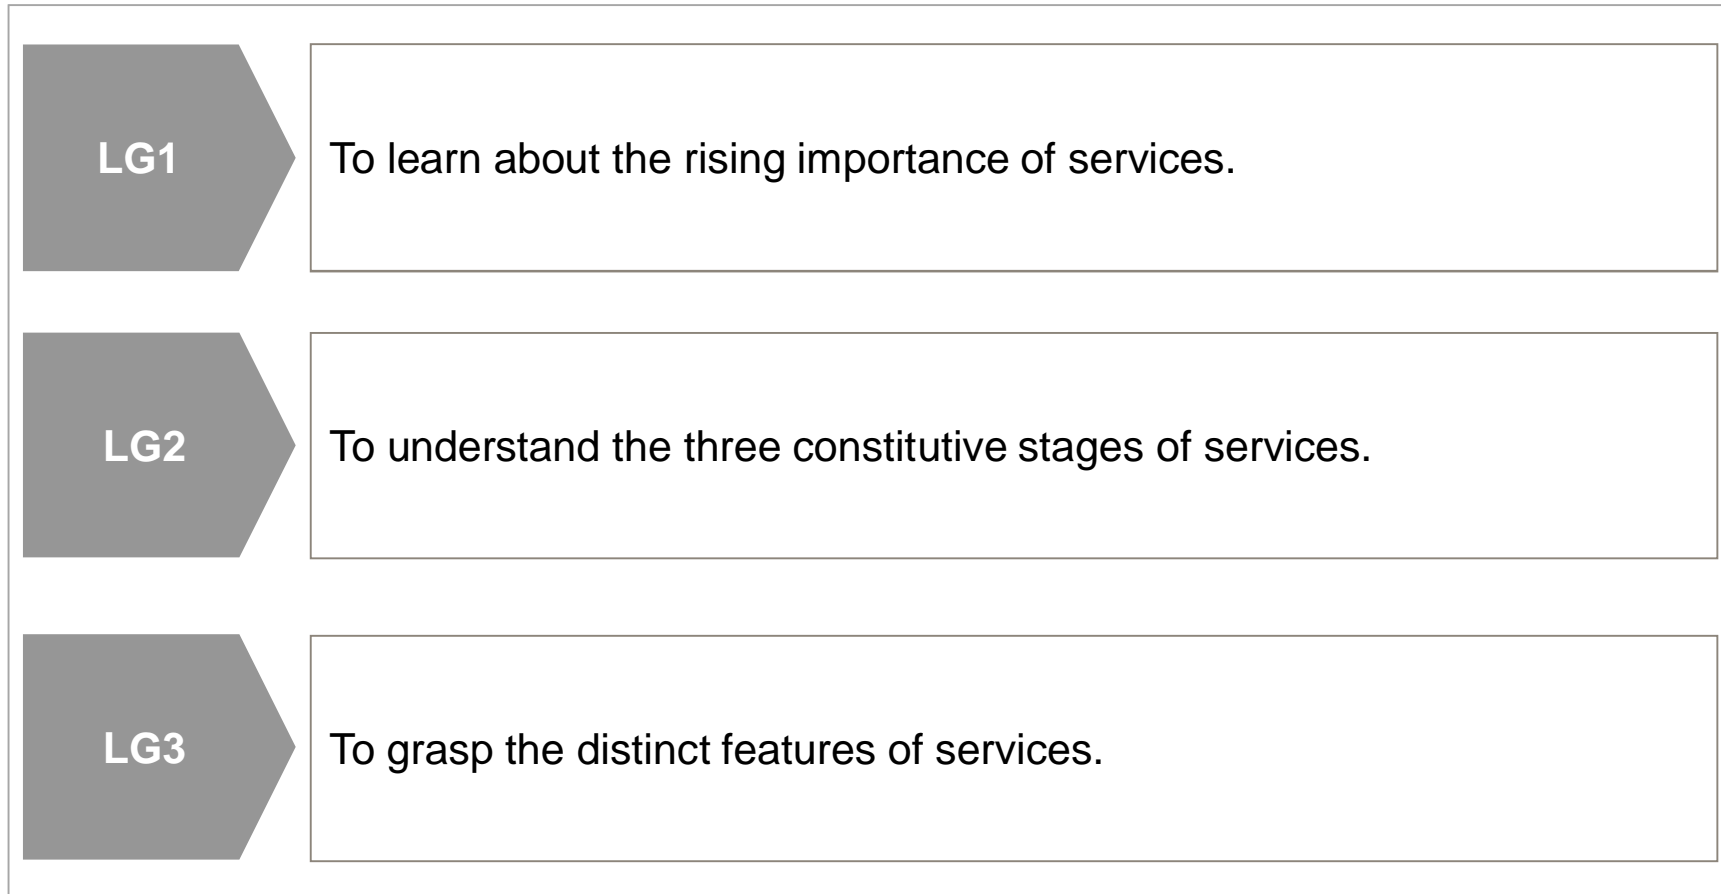 LG1
To learn about the rising importance of services.
LG2
To understand the three constitutive stages of services.
LG3
To grasp the distinct features of services.